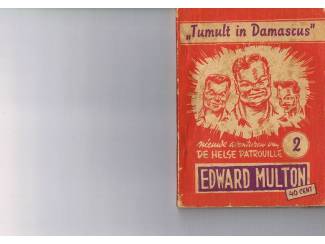 „Tumult in Damascus"
nieuwe avonturen van
DE HELSE PATROUILLE
2
EDWARD MULTON
40 CENT